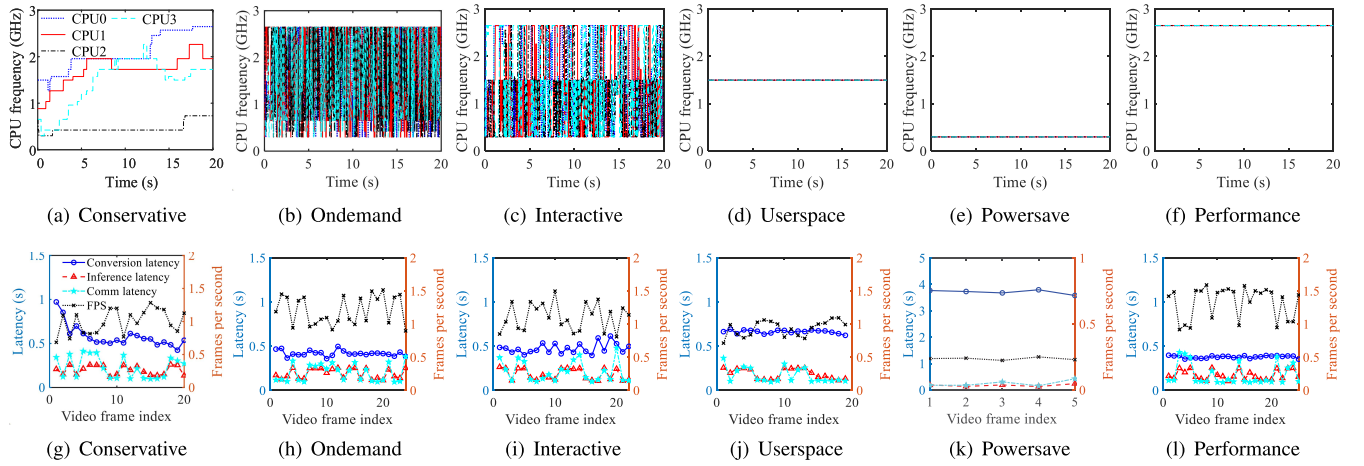 CPU frequency (GHz)
3
2
1
0
CPU0
CPU1
CPU2
CPU3
0 5 10 15 20
Time (s)
(a) Conservative
CPU frequency (GHz)
3
2
1
0
0 5 10 15 20
Time (s)
(b) Ondemand
CPU frequency (GHz)
3
2
1
0
0 5 10 15 20
Time (s)
(c) Interactive
CPU frequency (GHz)
3
2
1
0
0 5 10 15 20
Time (s)
(d) Userspace
CPU frequency (GHz)
3
2
1
0
0 5 10 15 20
Time (s)
(e) Powersave
CPU frequency (GHz)
3
2
1
0
0 5 10 15 20
Time (s)
(f) Performance
Latency (s)
1.5
1
0.5
0
Conversion latency
Inference latency
Comm latency
FPS
2
1.5
1
0.5
0
Frames per second
0 10 20
Video frame index
(g) Conservative
Latency (s)
1.5
1
0.5
0
2
1.5
1
0.5
0
Frames per second
0 10 20
Video frame index
(h) Ondemand
Latency (s)
1.5
1
0.5
0
2
1.5
1
0.5
0
Frames per second
0 10 20
Video frame index
(i) Interactive
Latency (s)
1.5
1
0.5
0
2
1.5
1
0.5
0
Frames per second
0 10 20
Video frame index
(j) Userspace
Latency (s)
5
4
3
2
1
0
1
0.5
0
Frames per second
1 2 3 4 5
Video frame index
(k) Powersave
Latency (s)
1.5
1
0.5
0
2
1.5
1
0.5
0
Frames per second
0 10 20
Video frame index
(l) Performance